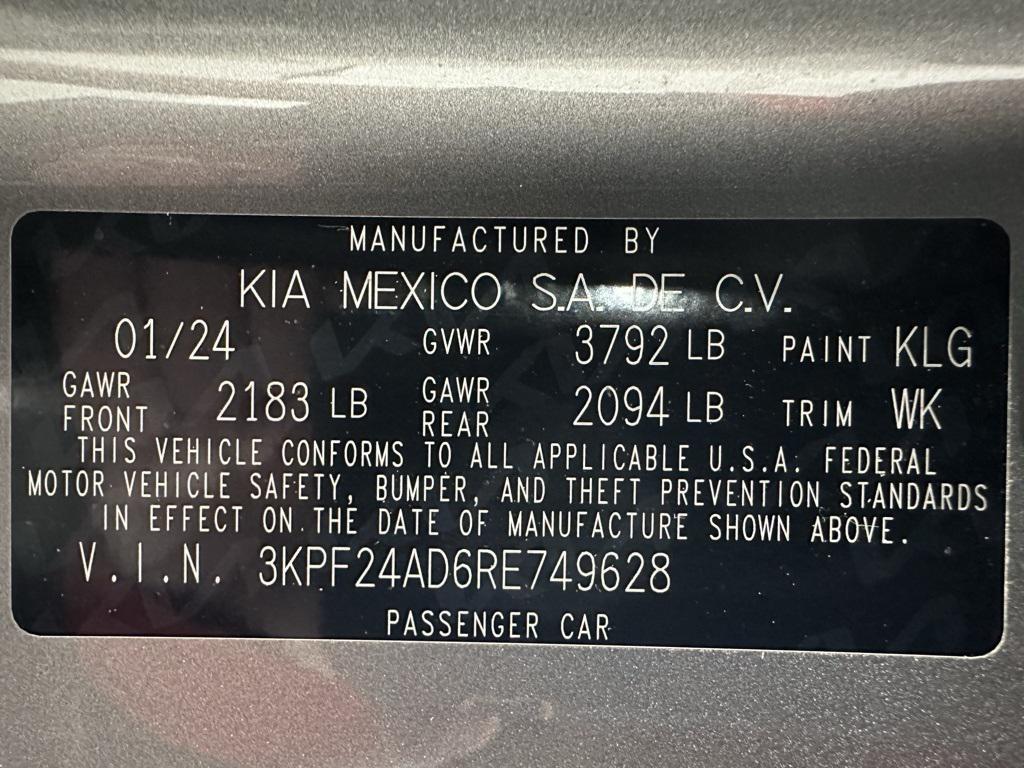 MANUFACTURED BY
KIA MEXICO S.A. DE C.V.
01/24 GVWR 3792 LB PAINT KLG
GAWR FRONT 2183 LB GAWR REAR 2094 LB TRIM WK
THIS VEHICLE CONFORMS TO ALL APPLICABLE U.S.A. FEDERAL
MOTOR VEHICLE SAFETY, BUMPER, AND THEFT PREVENTION STANDARDS
IN EFFECT ON THE DATE OF MANUFACTURE SHOWN ABOVE.
V.I.N. 3KPF24AD6RE749628
PASSENGER CAR